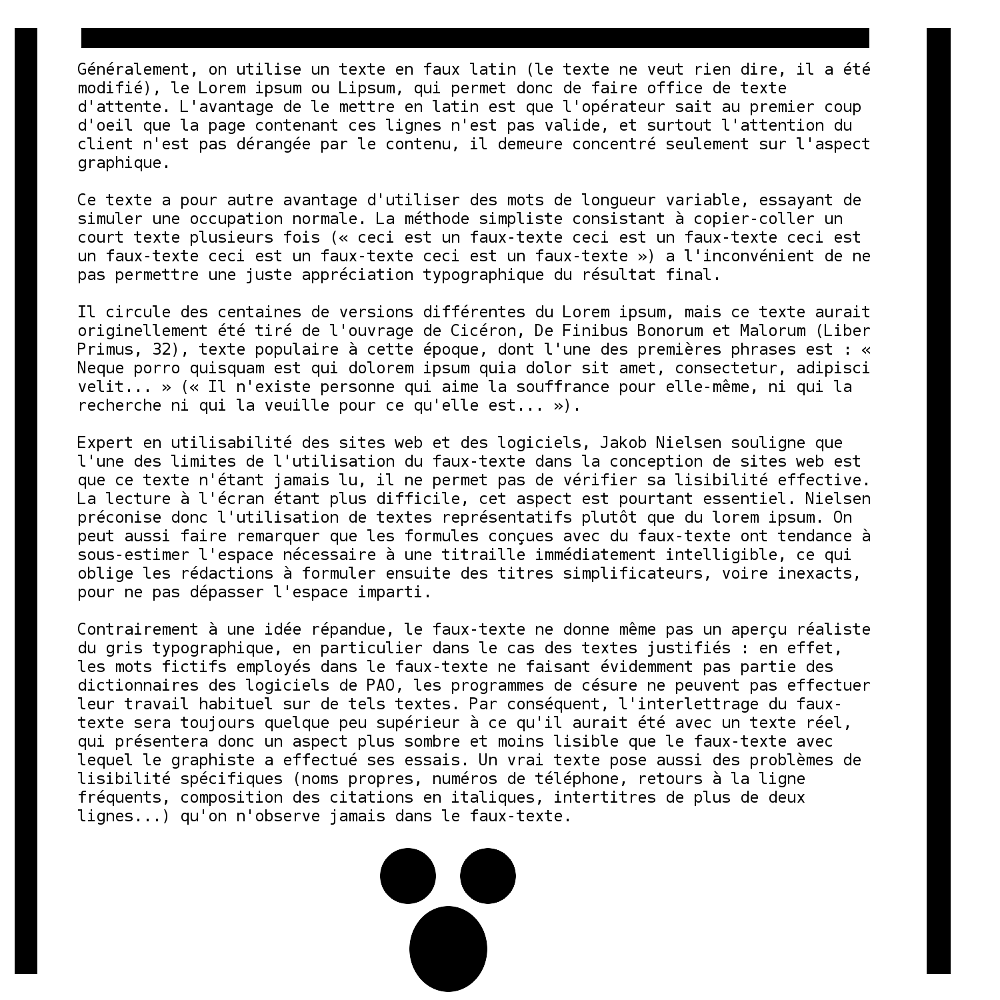 Généralement, on utilise un texte en faux latin (le texte ne veut rien dire, il a été
modifié), le Lorem ipsum ou Lipsum, qui permet donc de faire office de texte
d'attente. L'avantage de le mettre en latin est que l'opérateur sait au premier coup
d'oeil que la page contenant ces lignes n'est pas valide, et surtout l'attention du
client n'est pas dérangée par le contenu, il demeure concentré seulement sur l'aspect
graphique.
Ce texte a pour autre avantage d'utiliser des mots de longueur variable, essayant de
simuler une occupation normale. La méthode simpliste consistant à copier-coller un
court texte plusieurs fois (« ceci est un faux-texte ceci est un faux-texte ceci est
un faux-texte ceci est un faux-texte ceci est un faux-texte ») a l'inconvénient de ne
pas permettre une juste appréciation typographique du résultat final.
Il circule des centaines de versions différentes du Lorem ipsum, mais ce texte aurait
originellement été tiré de l'ouvrage de Cicéron, De Finibus Bonorum et Malorum (Liber
Primus, 32), texte populaire à cette époque, dont l'une des premières phrases est : «
Neque porro quisquam est qui dolorem ipsum quia dolor sit amet, consectetur, adipisci
velit... » (« Il n'existe personne qui aime la souffrance pour elle-même, ni qui la
recherche ni qui la veuille pour ce qu'elle est... »).
Expert en utilisabilité des sites web et des logiciels, Jakob Nielsen souligne que
l'une des limites de l'utilisation du faux-texte dans la conception de sites web est
que ce texte n'étant jamais lu, il ne permet pas de vérifier sa lisibilité effective.
La lecture à l'écran étant plus difficile, cet aspect est pourtant essentiel. Nielsen
préconise donc l'utilisation de textes représentatifs plutôt que du lorem ipsum. On
peut aussi faire remarquer que les formules conçues avec du faux-texte ont tendance à
sous-estimer l'espace nécessaire à une titraille immédiatement intelligible, ce qui
oblige les rédactions à formuler ensuite des titres simplificateurs, voire inexacts,
pour ne pas dépasser l'espace imparti.
Contrairement à une idée répandue, le faux-texte ne donne même pas un aperçu réaliste
du gris typographique, en particulier dans le cas des textes justifiés : en effet,
les mots fictifs employés dans le faux-texte ne faisant évidemment pas partie des
dictionnaires des logiciels de PAO, les programmes de césure ne peuvent pas effectuer
leur travail habituel sur de tels textes. Par conséquent, l'interlettrage du faux-
texte sera toujours quelque peu supérieur à ce qu'il aurait été avec un texte réel,
qui présentera donc un aspect plus sombre et moins lisible que le faux-texte avec
lequel le graphiste a effectué ses essais. Un vrai texte pose aussi des problèmes de
lisibilité spécifiques (noms propres, numéros de téléphone, retours à la ligne
fréquents, composition des citations en italiques, intertitres de plus de deux
lignes...) qu'on n'observe jamais dans le faux-texte.